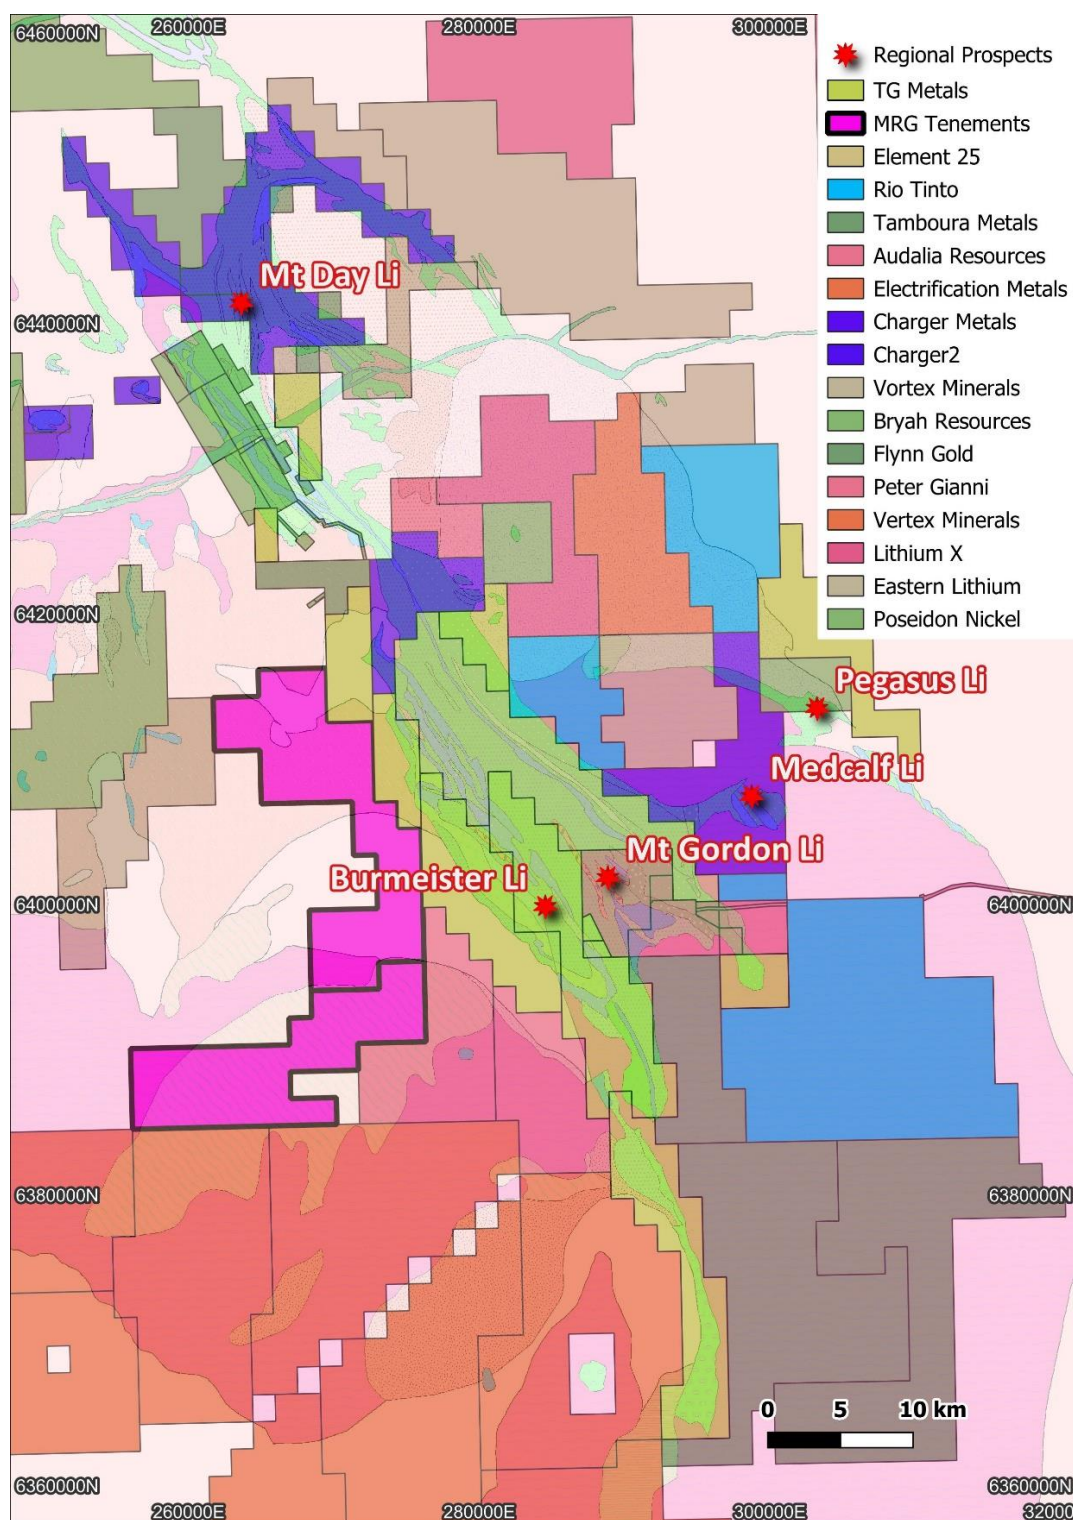 6460000N
260000E
280000E
300000E
Regional Prospects
TG Metals
MRG Tenements
Element 25
Rio Tinto
Tamboura Metals
Audalia Resources
Electrification Metals
Charger Metals
Charger2
Vortex Minerals
Bryah Resources
Flynn Gold
Peter Gianni
Vertex Minerals
Lithium X
Eastern Lithium
Poseidon Nickel
Mt Day Li
6440000N
6420000N
Pegasus Li
Medcalf Li
Mt Gordon Li
Burmeister Li
6400000N
6400000N
6380000N
6380000N
0 5 10 km
6360000N
6360000N
260000E
280000E
300000E
32000